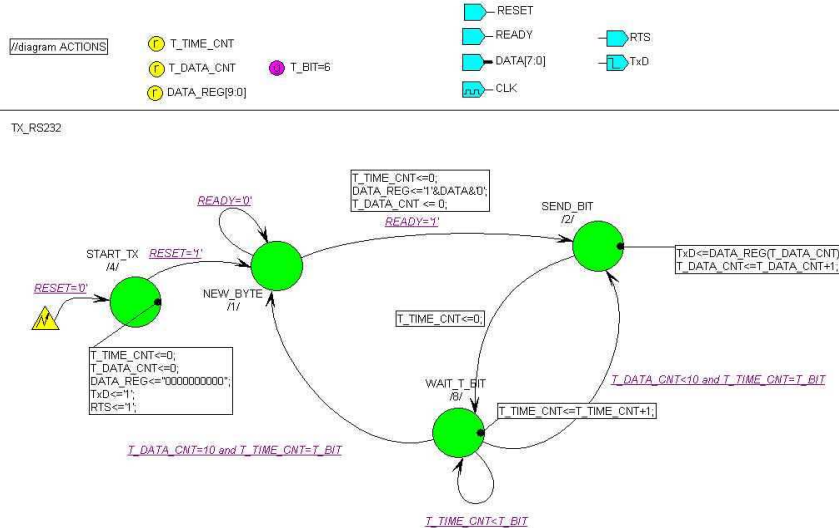 //diagram ACTIONS
T_TIME_CNT
T_DATA_CNT
DATA_REG[9:0]
T_BIT=6
RESET
READY
DATA[7:0]
CLK
RTS
TxD
TX_RS232
READY='0'
T_TIME_CNT<=0;
DATA_REG<='1'&DATA&'0';
T_DATA_CNT <= 0;
READY='1'
SEND_BIT
/2/
START_TX
/4/
RESET='1'
TxD<=DATA_REG(T_DATA_CNT)
T_DATA_CNT<=T_DATA_CNT+1;
RESET='0'
NEW_BYTE
/1/
T_TIME_CNT<=0;
T_TIME_CNT<=0;
T_DATA_CNT<=0;
DATA_REG<="0000000000";
TxD<='1';
RTS<='1';
WAIT_T_BIT
/8/
T_DATA_CNT<10 and T_TIME_CNT=T_BIT
T_TIME_CNT<=T_TIME_CNT+1;
T_DATA_CNT=10 and T_TIME_CNT=T_BIT
T_TIME_CNT<T_BIT